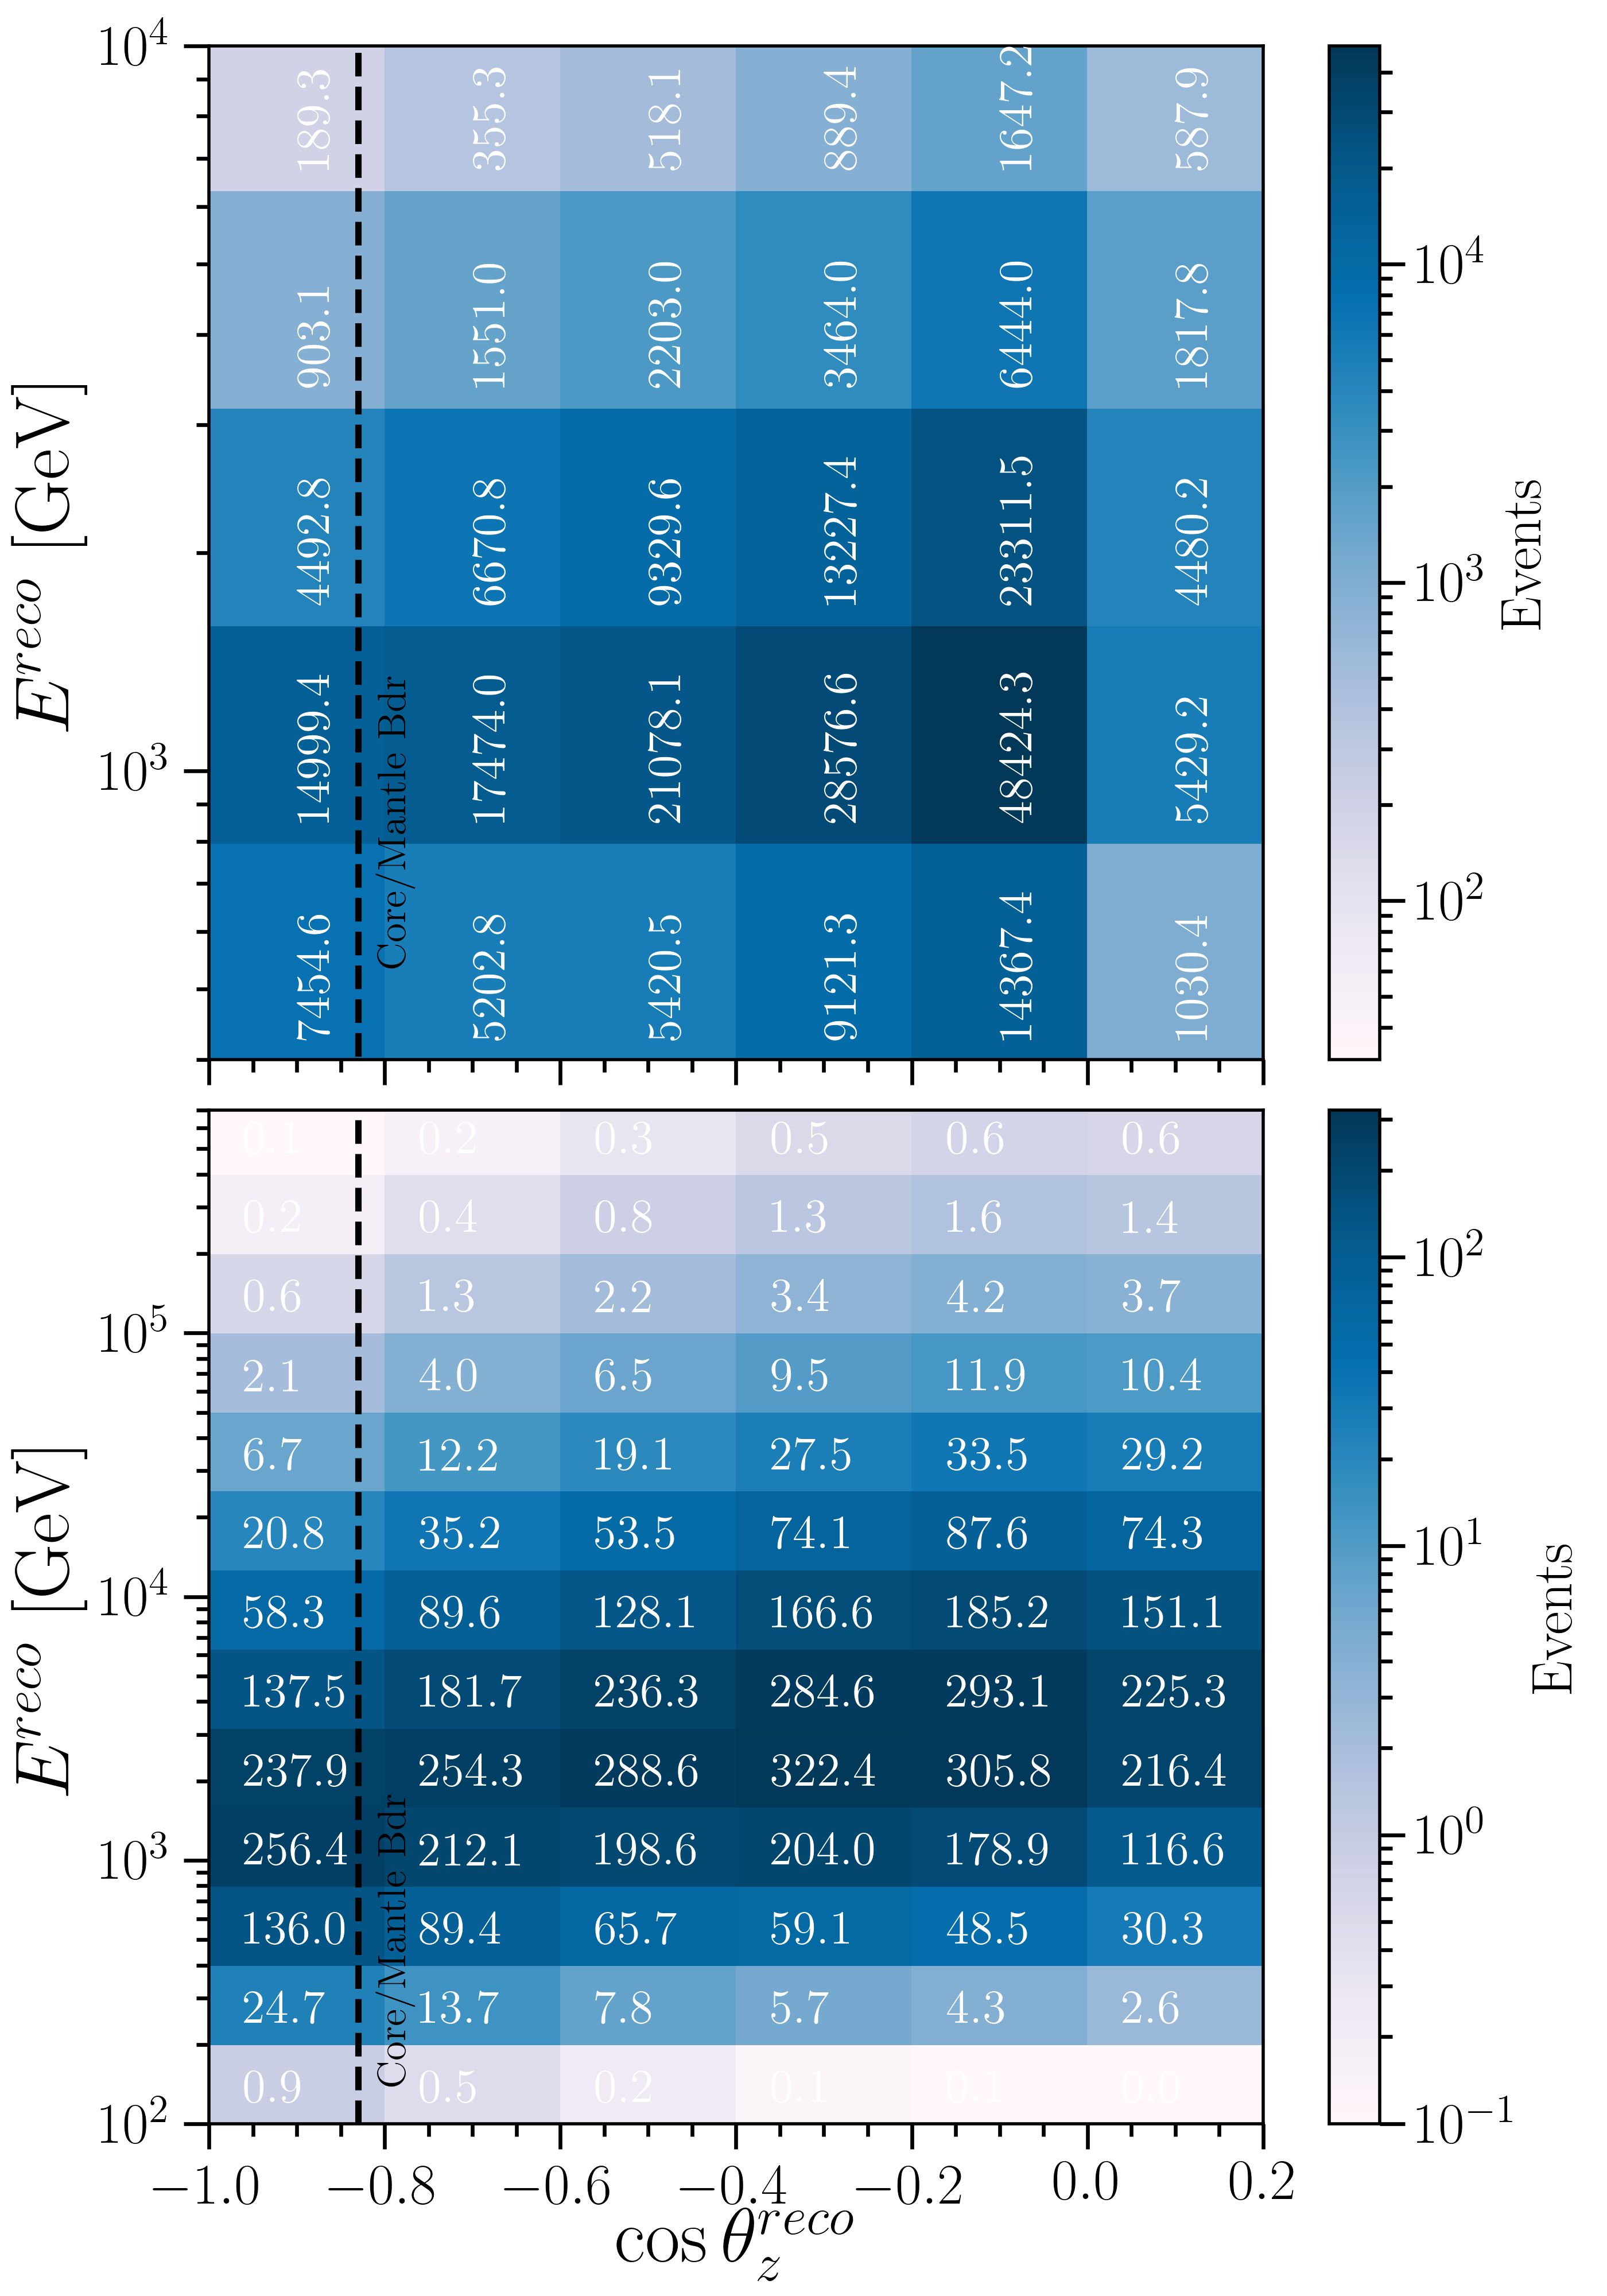 10^4
189.3 355.3 518.1 889.4 1647.2 587.9
903.1 1551.0 2203.0 3464.0 6444.0 1817.8
4492.8 6670.8 9329.6 13227.4 23311.5 4480.2
10^3
14999.4 17474.0 21078.1 28576.6 48424.3 5429.2
7454.6 5202.8 5420.5 9121.3 14367.4 1030.4
Core/Mantle Bdr
E^{reco} [GeV]
10^4
10^3
10^2
Events
0.1 0.2 0.3 0.5 0.6 0.6
0.2 0.4 0.8 1.3 1.6 1.4
0.6 1.3 2.2 3.4 4.2 3.7
10^5
2.1 4.0 6.5 9.5 11.9 10.4
6.7 12.2 19.1 27.5 33.5 29.2
20.8 35.2 53.5 74.1 87.6 74.3
10^4
58.3 89.6 128.1 166.6 185.2 151.1
137.5 181.7 236.3 284.6 293.1 225.3
237.9 254.3 288.6 322.4 305.8 216.4
10^3
256.4 212.1 198.6 204.0 178.9 116.6
136.0 89.4 65.7 59.1 48.5 30.3
24.7 13.7 7.8 5.7 4.3 2.6
0.9 0.5 0.2 0.1 0.1 0.0
10^2
Core/Mantle Bdr
E^{reco} [GeV]
10^2
10^1
10^0
10^{−1}
Events
−1.0 −0.8 −0.6 −0.4 −0.2 0.0 0.2
cos θ_z^{reco}